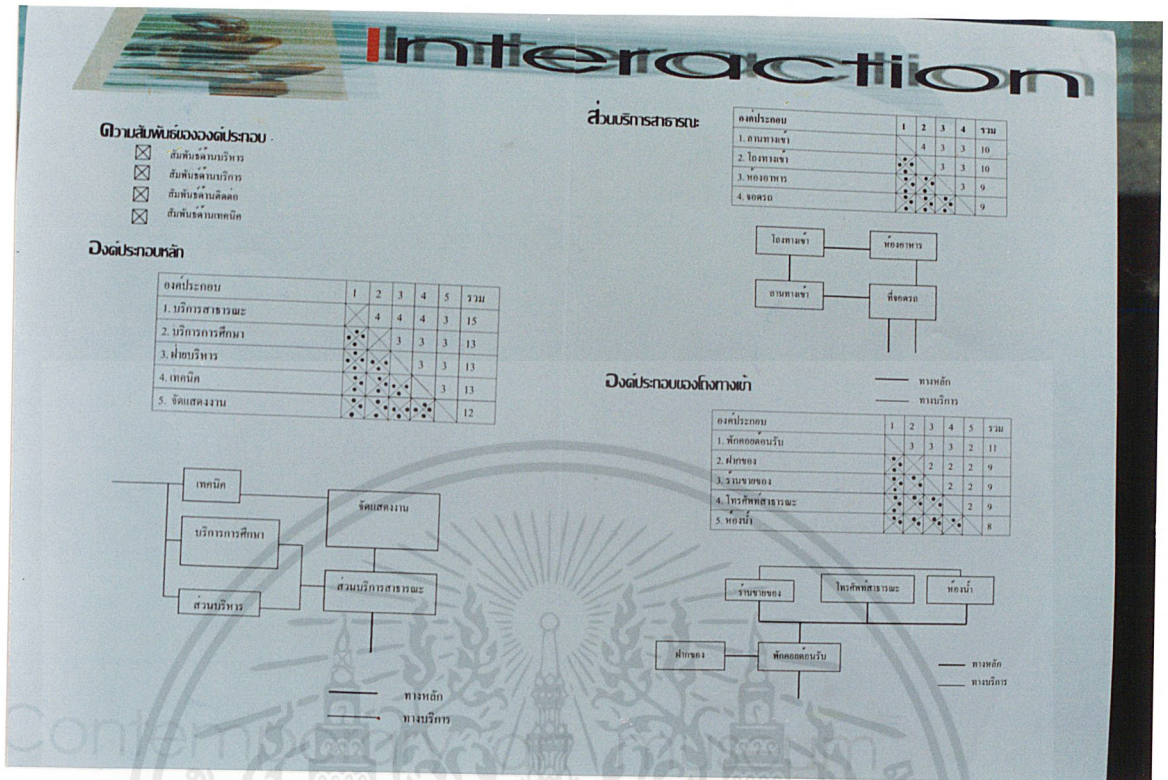 Interaction
ความสัมพันธ์ขององค์ประกอบ
สัมพันธ์ด้านบริหาร
สัมพันธ์ด้านบริการ
สัมพันธ์ด้านติดต่อ
สัมพันธ์ด้านเทคนิค
องค์ประกอบหลัก
องค์ประกอบ 1 2 3 4 5 รวม
1. บริการสาธารณะ 4 4 4 3 15
2. บริการการศึกษา 3 3 3 13
3. ฝ่ายบริหาร 3 3 13
4. เทคนิค 3 13
5. จัดแสดงงาน 12
เทคนิค
จัดแสดงงาน
บริการการศึกษา
ส่วนบริการสาธารณะ
ส่วนบริหาร
ทางหลัก
ทางบริการ
ส่วนบริการสาธารณะ
องค์ประกอบ 1 2 3 4 รวม
1. ลานทางเข้า 4 3 3 10
2. โถงทางเข้า 3 3 10
3. ห้องอาหาร 3 9
4. จอดรถ 9
โถงทางเข้า ห้องอาหาร
ลานทางเข้า ที่จอดรถ
ทางหลัก
ทางบริการ
องค์ประกอบของโถงทางเข้า
องค์ประกอบ 1 2 3 4 5 รวม
1. พักคอยต้อนรับ 3 3 3 2 11
2. ฝากของ 2 2 2 9
3. ร้านขายของ 2 2 9
4. โทรศัพท์สาธารณะ 2 9
5. ห้องน้ำ 8
ร้านขายของ โทรศัพท์สาธารณะ ห้องน้ำ
ฝากของ พักคอยต้อนรับ
ทางหลัก
ทางบริการ
Contemporary